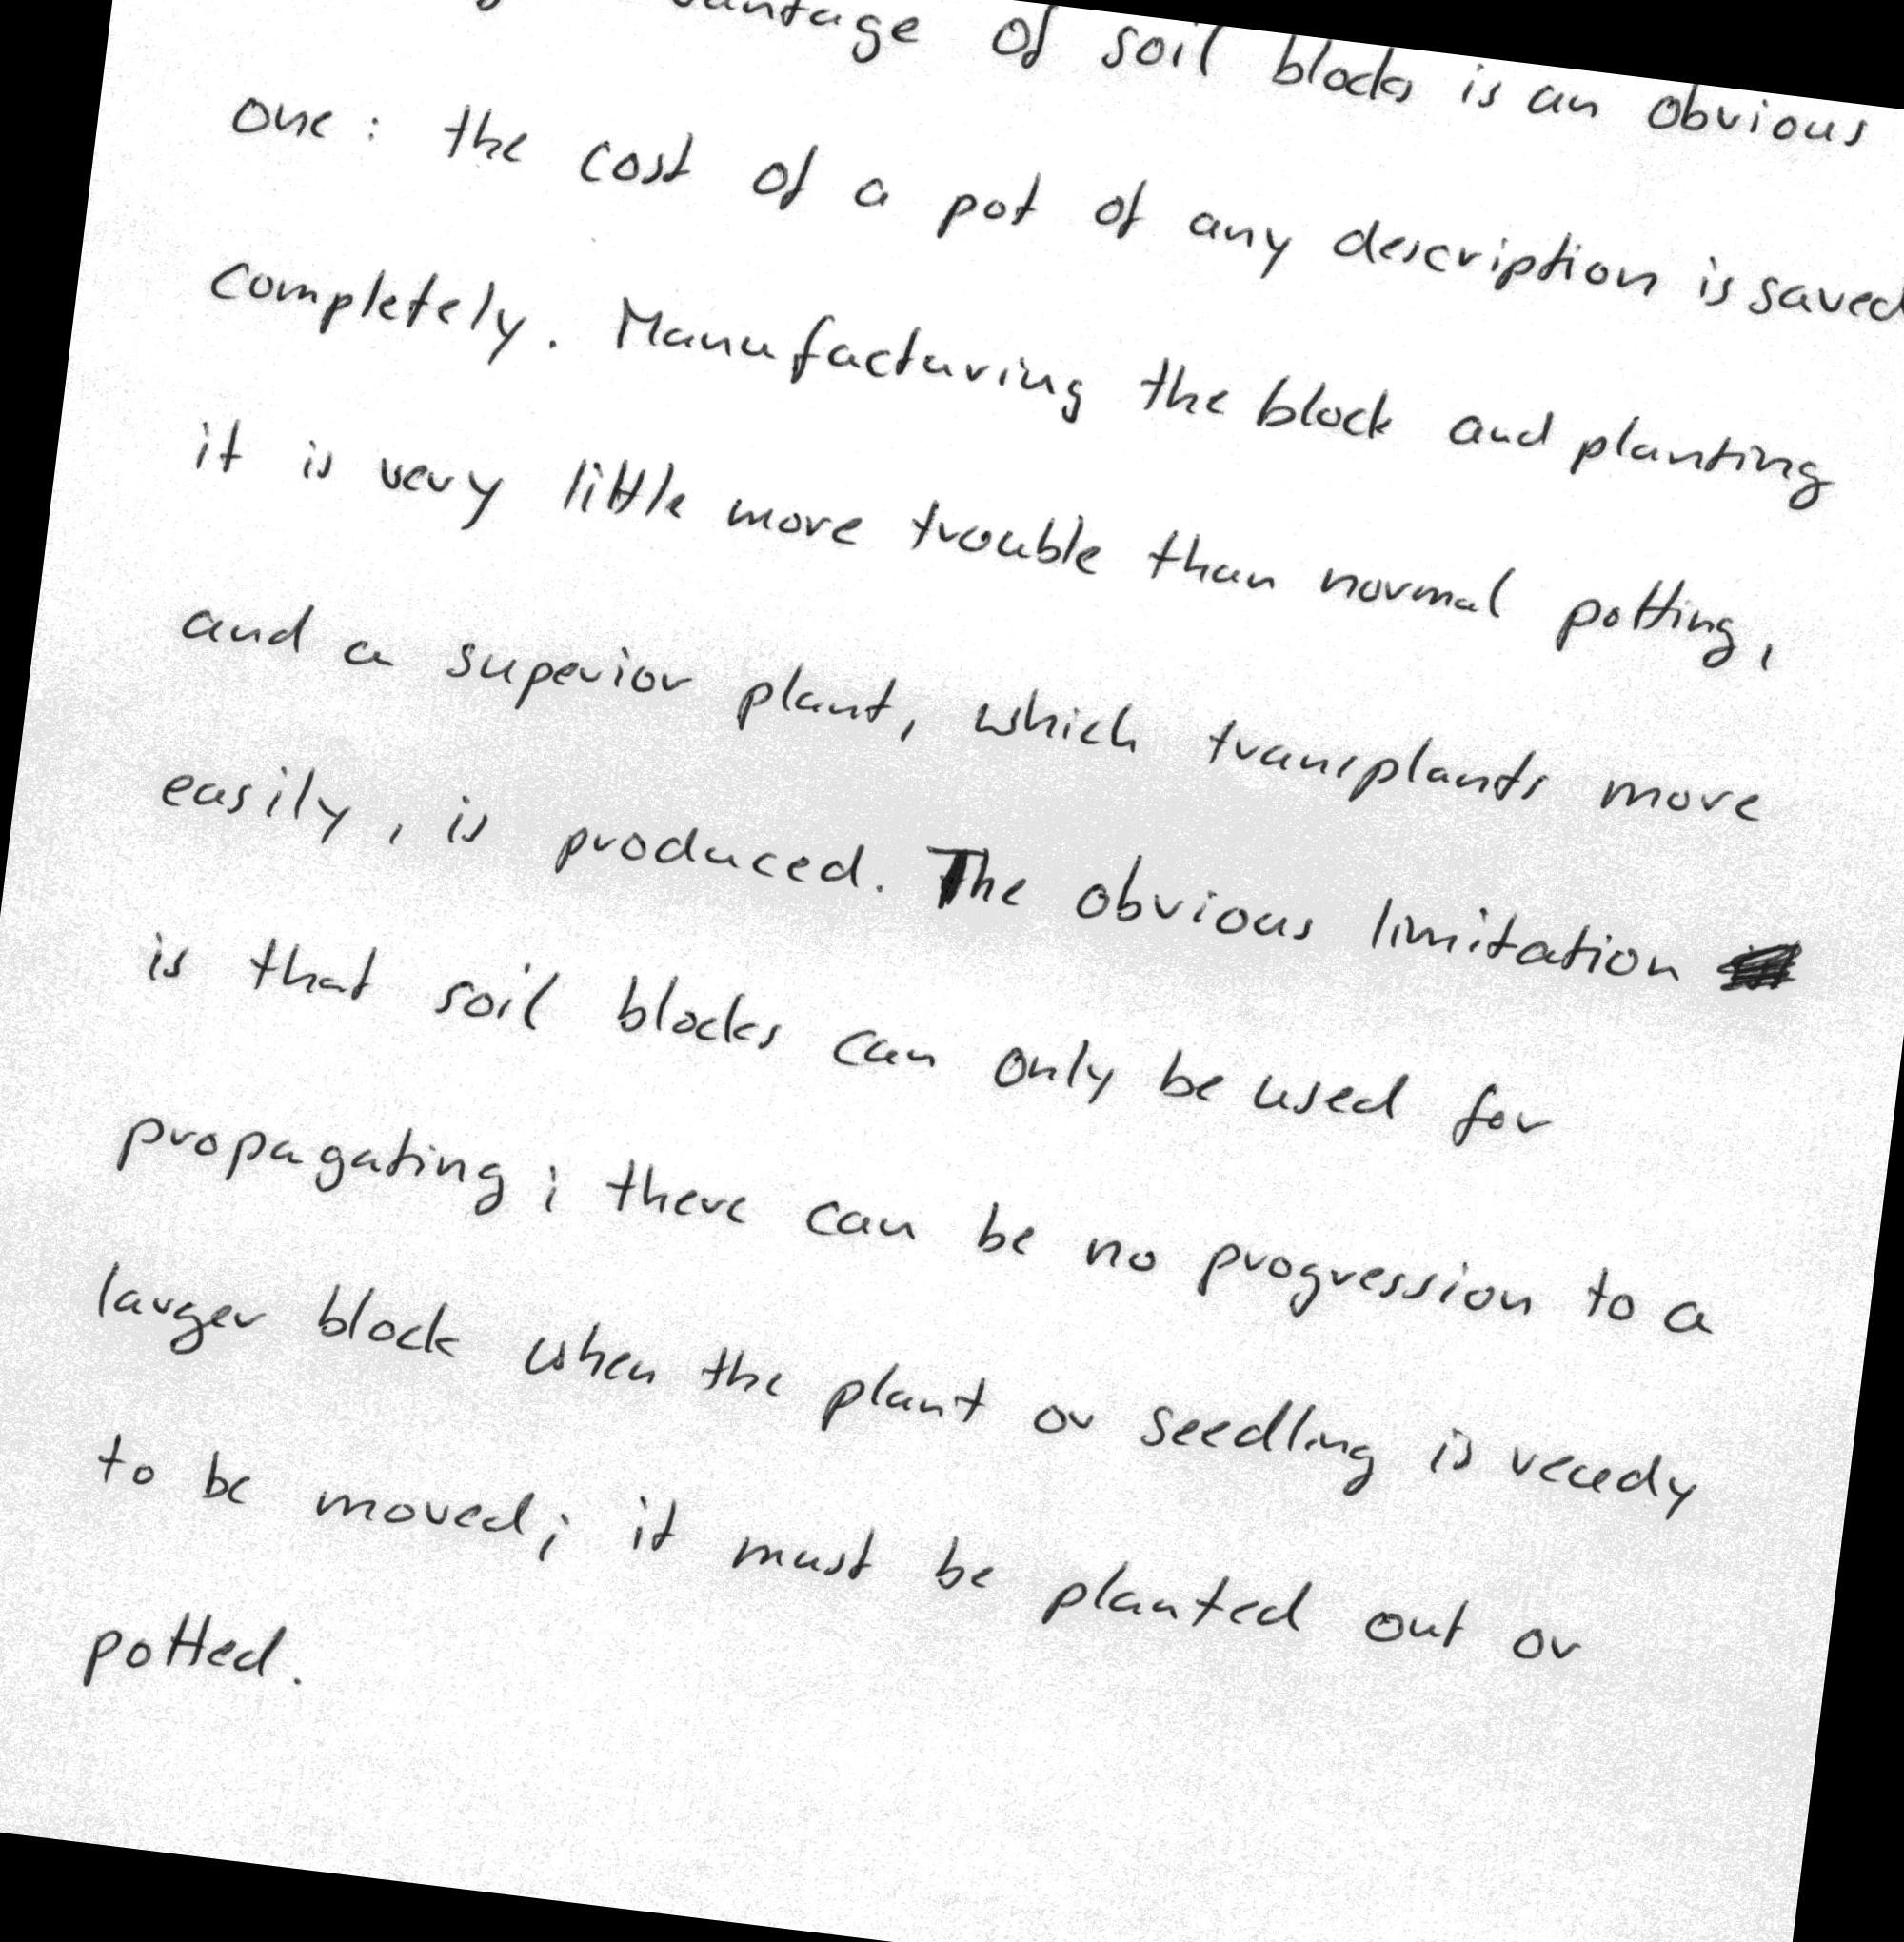 of soil blocks is an obvious
one: the cost of a pot of any description is saved
completely. Manufacturing the block and planting
it is very little more trouble than normal potting,
and a superior plant, which transplants more
easily, is produced. The obvious limitation
is that soil blocks can only be used for
propagating; there can be no progression to a
larger block when the plant or seedling is ready
to be moved; it must be planted out or
potted.